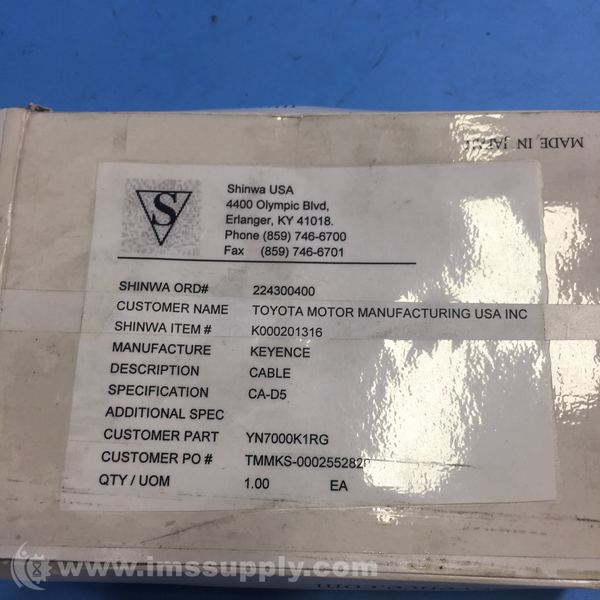 MADE IN JAPAN
S
Shinwa USA
4400 Olympic Blvd,
Erlanger, KY 41018.
Phone (859) 746-6700
Fax (859) 746-6701
SHINWA ORD# 224300400
CUSTOMER NAME TOYOTA MOTOR MANUFACTURING USA INC
SHINWA ITEM # K000201316
MANUFACTURE KEYENCE
DESCRIPTION CABLE
SPECIFICATION CA-D5
ADDITIONAL SPEC
CUSTOMER PART YN7000K1RG
CUSTOMER PO # TMMKS-000255282
QTY / UOM 1.00 EA
www.imssupply.com